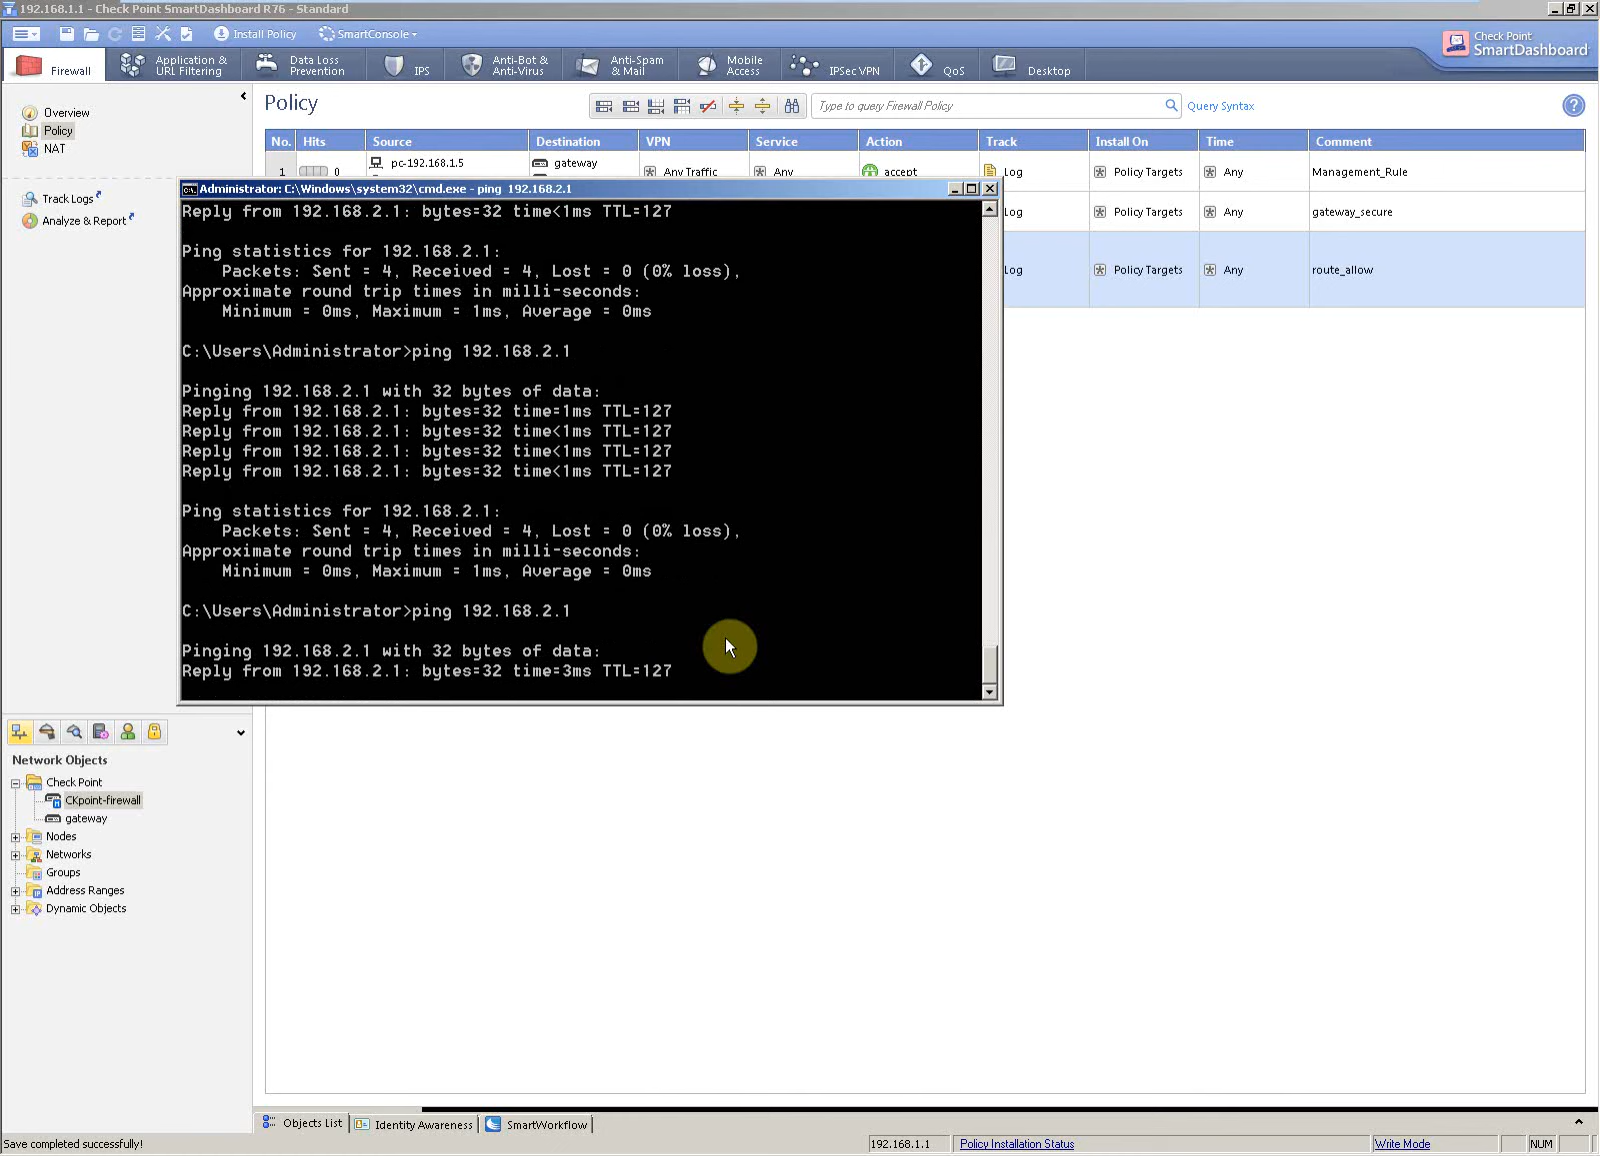 192.168.1.1 - Check Point SmartDashboard R76 - Standard
Install Policy
SmartConsole
Check Point
SmartDashboard
Firewall
Application &
URL Filtering
Data Loss
Prevention
IPS
Anti-Bot &
Anti-Virus
Anti-Spam
& Mail
Mobile
Access
IPSec VPN
QoS
Desktop
Overview
Policy
NAT
Track Logs
Analyze & Report
Policy
Type to query Firewall Policy
Query Syntax
No. Hits Source Destination VPN Service Action Track Install On Time Comment
1 0 pc-192.168.1.5 gateway Any Traffic Any accept Log Policy Targets Any Management_Rule
Log Policy Targets Any gateway_secure
Log Policy Targets Any route_allow
Administrator: C:\Windows\system32\cmd.exe - ping 192.168.2.1
Reply from 192.168.2.1: bytes=32 time<1ms TTL=127
Ping statistics for 192.168.2.1:
Packets: Sent = 4, Received = 4, Lost = 0 (0% loss),
Approximate round trip times in milli-seconds:
Minimum = 0ms, Maximum = 1ms, Average = 0ms
C:\Users\Administrator>ping 192.168.2.1
Pinging 192.168.2.1 with 32 bytes of data:
Reply from 192.168.2.1: bytes=32 time=1ms TTL=127
Reply from 192.168.2.1: bytes=32 time<1ms TTL=127
Reply from 192.168.2.1: bytes=32 time<1ms TTL=127
Reply from 192.168.2.1: bytes=32 time<1ms TTL=127
Ping statistics for 192.168.2.1:
Packets: Sent = 4, Received = 4, Lost = 0 (0% loss),
Approximate round trip times in milli-seconds:
Minimum = 0ms, Maximum = 1ms, Average = 0ms
C:\Users\Administrator>ping 192.168.2.1
Pinging 192.168.2.1 with 32 bytes of data:
Reply from 192.168.2.1: bytes=32 time=3ms TTL=127
Network Objects
Check Point
CKpoint-firewall
gateway
Nodes
Networks
Groups
Address Ranges
Dynamic Objects
Objects List
Identity Awareness
SmartWorkflow
Save completed successfully!
192.168.1.1
Policy Installation Status
Write Mode
NUM